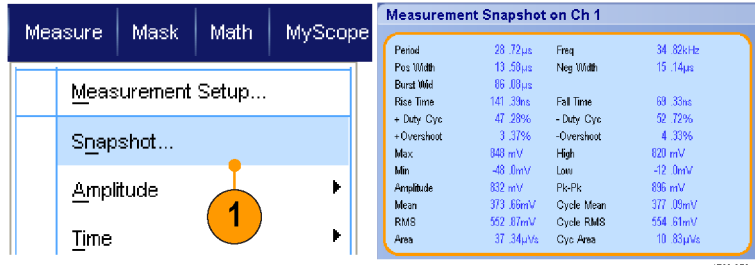 Measure Mask Math MyScope
Measurement Setup...
Snapshot...
Amplitude
Time
1
Measurement Snapshot on Ch 1
Period 28 .72µs Freq 34 .82kHz
Pos Width 13 .58µs Neg Width 15 .14µs
Burst Wid 86 .08µs
Rise Time 141 .39ns Fall Time 69 .33ns
+ Duty Cyc 47 .28% - Duty Cyc 52 .72%
+Overshoot 3 .37% -Overshoot 4 .33%
Max 848 mV High 820 mV
Min -48 .0mV Low -12 .0mV
Amplitude 832 mV Pk-Pk 896 mV
Mean 373 .66mV Cycle Mean 377 .09mV
RMS 552 .87mV Cycle RMS 554 .61mV
Area 37 .34µVs Cyc Area 10 .83µVs